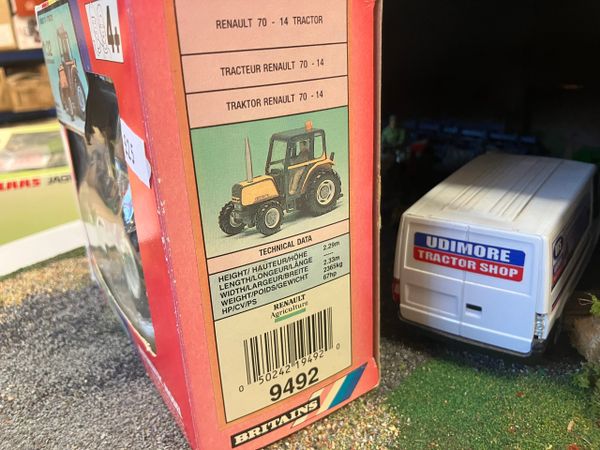 RENAULT 70 - 14 TRACTOR
TRACTEUR RENAULT 70 - 14
TRAKTOR RENAULT 70 - 14
TECHNICAL DATA
HEIGHT/ HAUTEUR/HÖHE 2.29m
LENGTH/LONGEUR/LÄNGE
WIDTH/LARGEUR/BREITE 2.33m
WEIGHT/POIDS/GEWICHT 2365kg
HP/CV/PS 67hp
RENAULT
Agriculture
0 50242 19492 0
9492
BRITAINS
UDIMORE
TRACTOR SHOP